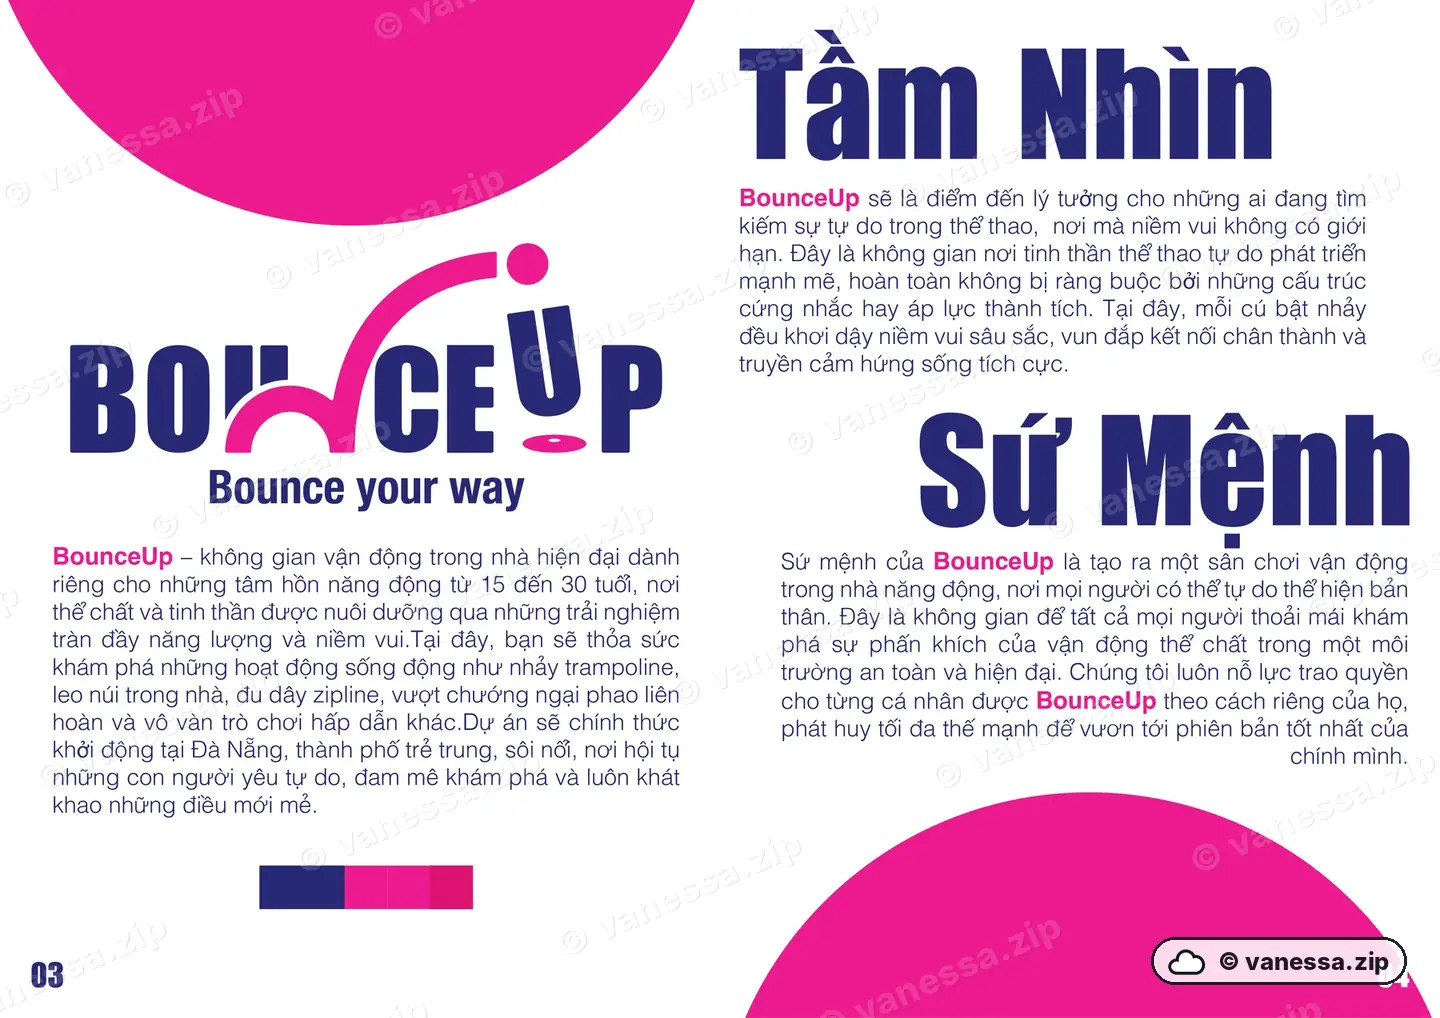 BOUNCEUP
Bounce your way
BounceUp – không gian vận động trong nhà hiện đại dành
riêng cho những tâm hồn năng động từ 15 đến 30 tuổi, nơi
thể chất và tinh thần được nuôi dưỡng qua những trải nghiệm
tràn đầy năng lượng và niềm vui.Tại đây, bạn sẽ thỏa sức
khám phá những hoạt động sống động như nhảy trampoline,
leo núi trong nhà, đu dây zipline, vượt chướng ngại phao liên
hoàn và vô vàn trò chơi hấp dẫn khác.Dự án sẽ chính thức
khởi động tại Đà Nẵng, thành phố trẻ trung, sôi nổi, nơi hội tụ
những con người yêu tự do, đam mê khám phá và luôn khát
khao những điều mới mẻ.
03
Tầm Nhìn
BounceUp sẽ là điểm đến lý tưởng cho những ai đang tìm
kiếm sự tự do trong thể thao, nơi mà niềm vui không có giới
hạn. Đây là không gian nơi tinh thần thể thao tự do phát triển
mạnh mẽ, hoàn toàn không bị ràng buộc bởi những cấu trúc
cứng nhắc hay áp lực thành tích. Tại đây, mỗi cú bật nhảy
đều khơi dậy niềm vui sâu sắc, vun đắp kết nối chân thành và
truyền cảm hứng sống tích cực.
Sứ Mệnh
Sứ mệnh của BounceUp là tạo ra một sân chơi vận động
trong nhà năng động, nơi mọi người có thể tự do thể hiện bản
thân. Đây là không gian để tất cả mọi người thoải mái khám
phá sự phấn khích của vận động thể chất trong một môi
trường an toàn và hiện đại. Chúng tôi luôn nỗ lực trao quyền
cho từng cá nhân được BounceUp theo cách riêng của họ,
phát huy tối đa thế mạnh để vươn tới phiên bản tốt nhất của
chính mình.
© vanessa.zip